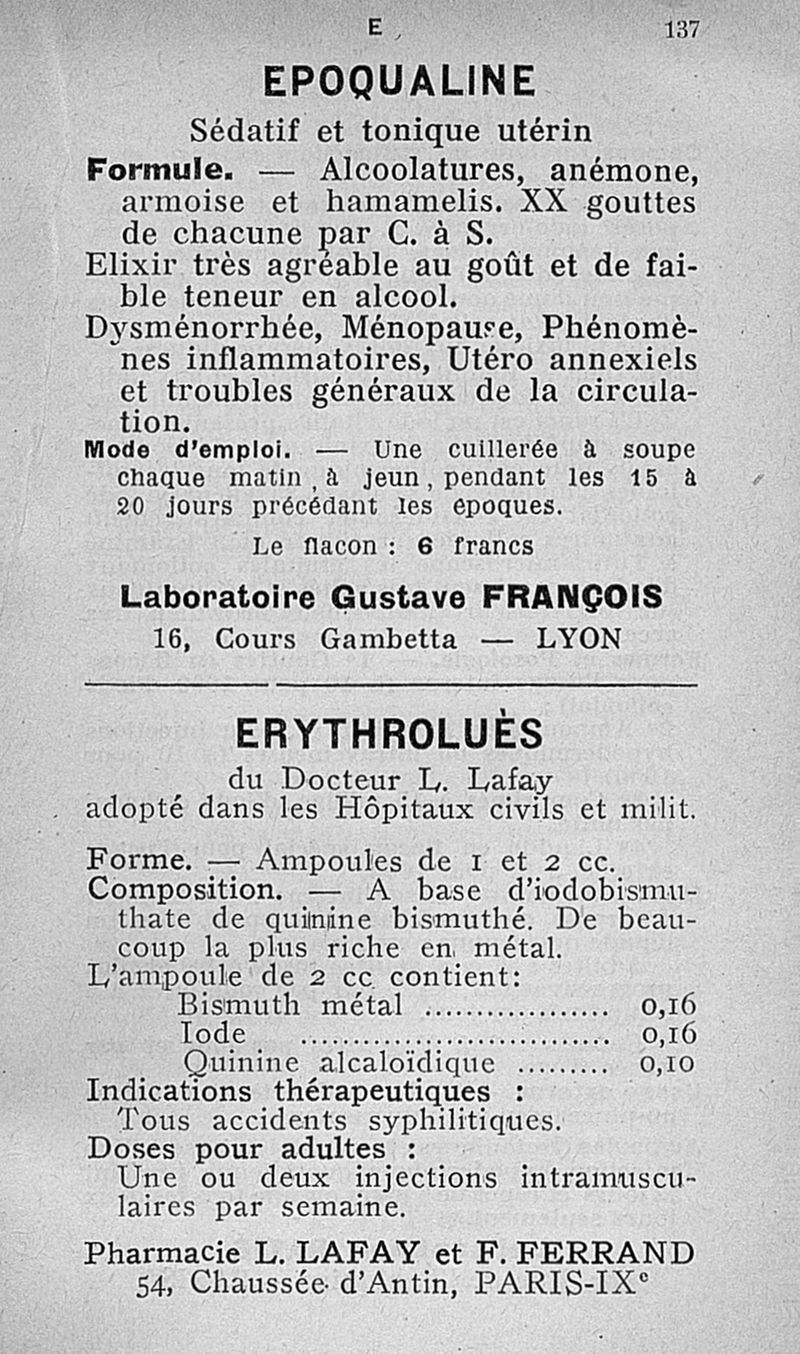 E
137
EPOQUALINE
Sédatif et tonique utérin
Formule. — Alcoolatures, anémone,
armoise et hamamelis. XX gouttes
de chacune par C. à S.
Elixir très agréable au goût et de fai-
ble teneur en alcool.
Dysménorrhée, Ménopause, Phénomè-
nes inflammatoires, Utéro annexiels
et troubles généraux de la circula-
tion.
Mode d'emploi. — Une cuillerée à soupe
chaque matin, à jeun, pendant les 15 à
20 jours précédant les époques.
Le flacon : 6 francs
Laboratoire Gustave FRANÇOIS
16, Cours Gambetta — LYON
ERYTHROLUÈS
du Docteur L. Lafay
adopté dans les Hôpitaux civils et milit.
Forme. — Ampoules de 1 et 2 cc.
Composition. — A base d'iodobismu-
thate de quinine bismuthé. De beau-
coup la plus riche en métal.
L'ampoule de 2 cc. contient:
Bismuth métal .................. 0,16
Iode .............................. 0,16
Quinine alcaloïdique ......... 0,10
Indications thérapeutiques :
Tous accidents syphilitiques.
Doses pour adultes :
Une ou deux injections intramuscu-
laires par semaine.
Pharmacie L. LAFAY et F. FERRAND
54, Chaussée d'Antin, PARIS-IXe